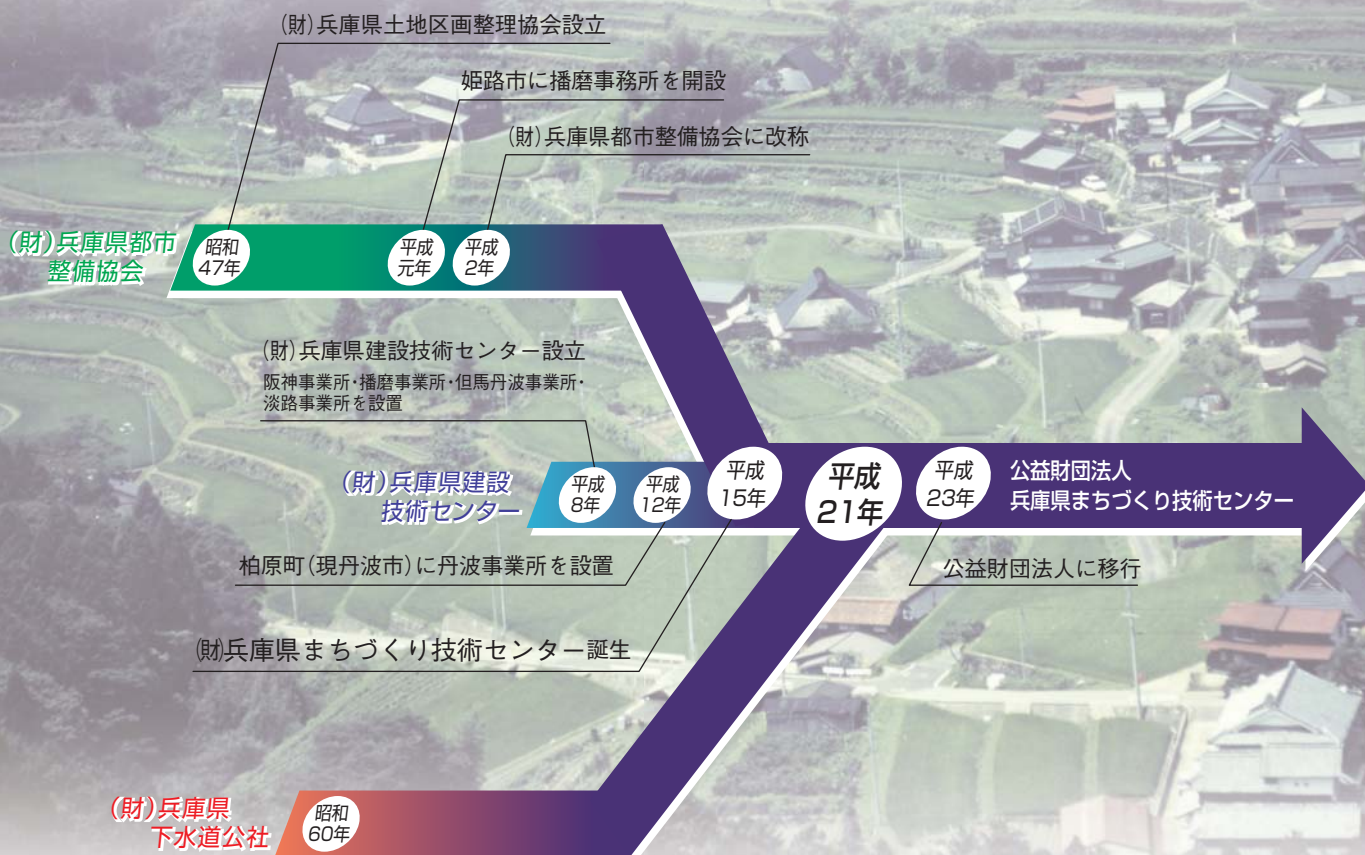 (財)兵庫県土地区画整理協会設立
姫路市に播磨事務所を開設
(財)兵庫県都市整備協会に改称
(財)兵庫県都市
整備協会
昭和
47年
平成
元年
平成
2年
(財)兵庫県建設技術センター設立
阪神事業所・播磨事業所・但馬丹波事業所・
淡路事業所を設置
(財)兵庫県建設
技術センター
平成
8年
平成
12年
平成
15年
平成
21年
平成
23年
公益財団法人
兵庫県まちづくり技術センター
柏原町(現丹波市)に丹波事業所を設置
公益財団法人に移行
㈶兵庫県まちづくり技術センター誕生
(財)兵庫県
下水道公社
昭和
60年